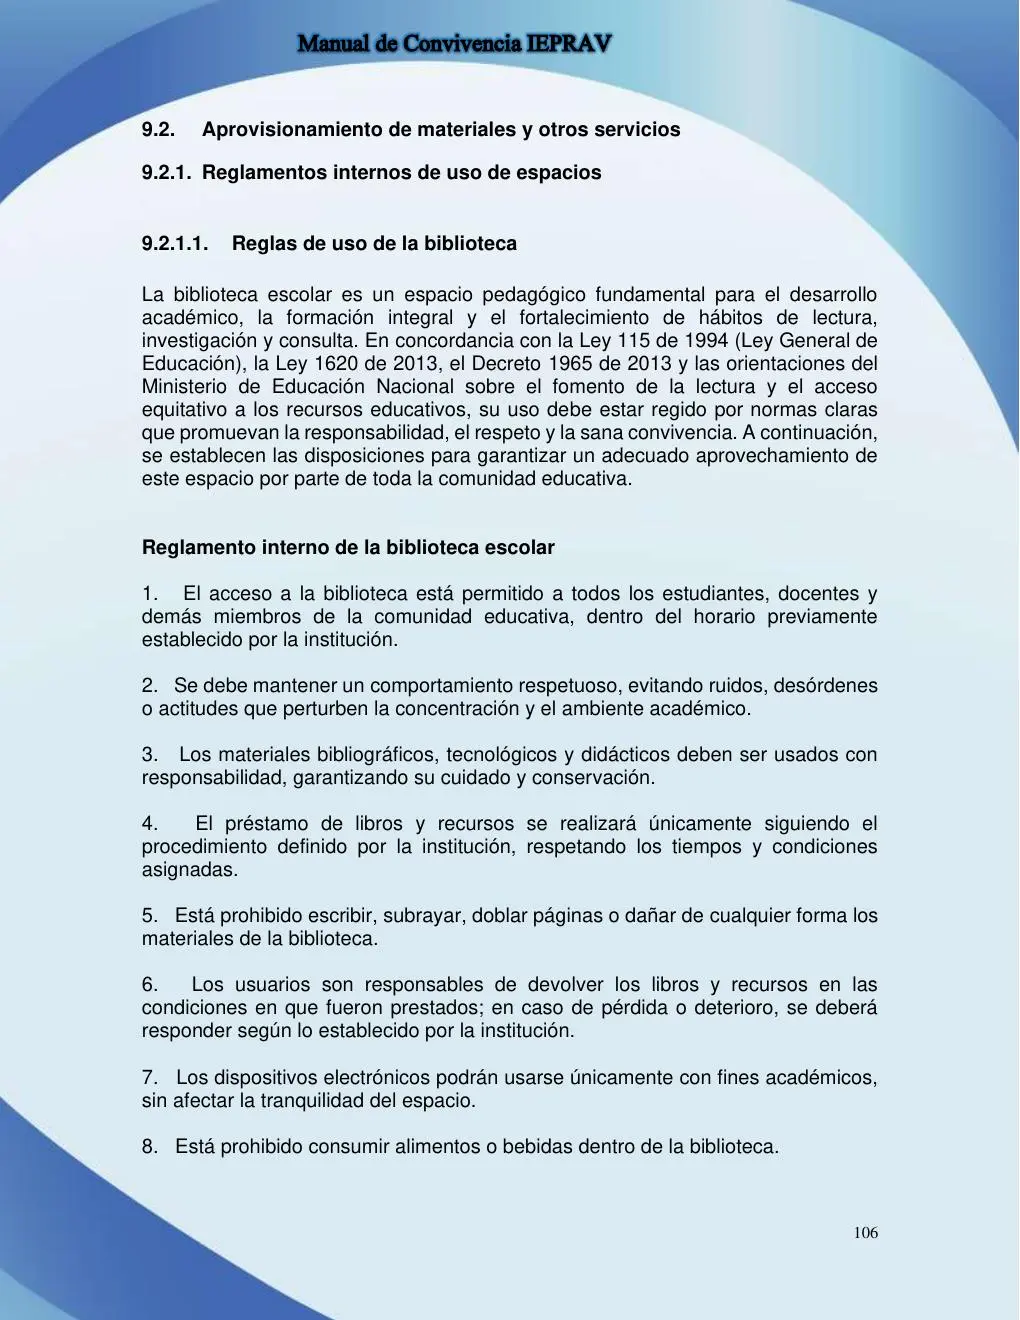 Manual de Convivencia IEPRAV
9.2. Aprovisionamiento de materiales y otros servicios
9.2.1. Reglamentos internos de uso de espacios
9.2.1.1. Reglas de uso de la biblioteca
La biblioteca escolar es un espacio pedagógico fundamental para el desarrollo
académico, la formación integral y el fortalecimiento de hábitos de lectura,
investigación y consulta. En concordancia con la Ley 115 de 1994 (Ley General de
Educación), la Ley 1620 de 2013, el Decreto 1965 de 2013 y las orientaciones del
Ministerio de Educación Nacional sobre el fomento de la lectura y el acceso
equitativo a los recursos educativos, su uso debe estar regido por normas claras
que promuevan la responsabilidad, el respeto y la sana convivencia. A continuación,
se establecen las disposiciones para garantizar un adecuado aprovechamiento de
este espacio por parte de toda la comunidad educativa.
Reglamento interno de la biblioteca escolar
1. El acceso a la biblioteca está permitido a todos los estudiantes, docentes y
demás miembros de la comunidad educativa, dentro del horario previamente
establecido por la institución.
2. Se debe mantener un comportamiento respetuoso, evitando ruidos, desórdenes
o actitudes que perturben la concentración y el ambiente académico.
3. Los materiales bibliográficos, tecnológicos y didácticos deben ser usados con
responsabilidad, garantizando su cuidado y conservación.
4. El préstamo de libros y recursos se realizará únicamente siguiendo el
procedimiento definido por la institución, respetando los tiempos y condiciones
asignadas.
5. Está prohibido escribir, subrayar, doblar páginas o dañar de cualquier forma los
materiales de la biblioteca.
6. Los usuarios son responsables de devolver los libros y recursos en las
condiciones en que fueron prestados; en caso de pérdida o deterioro, se deberá
responder según lo establecido por la institución.
7. Los dispositivos electrónicos podrán usarse únicamente con fines académicos,
sin afectar la tranquilidad del espacio.
8. Está prohibido consumir alimentos o bebidas dentro de la biblioteca.
106